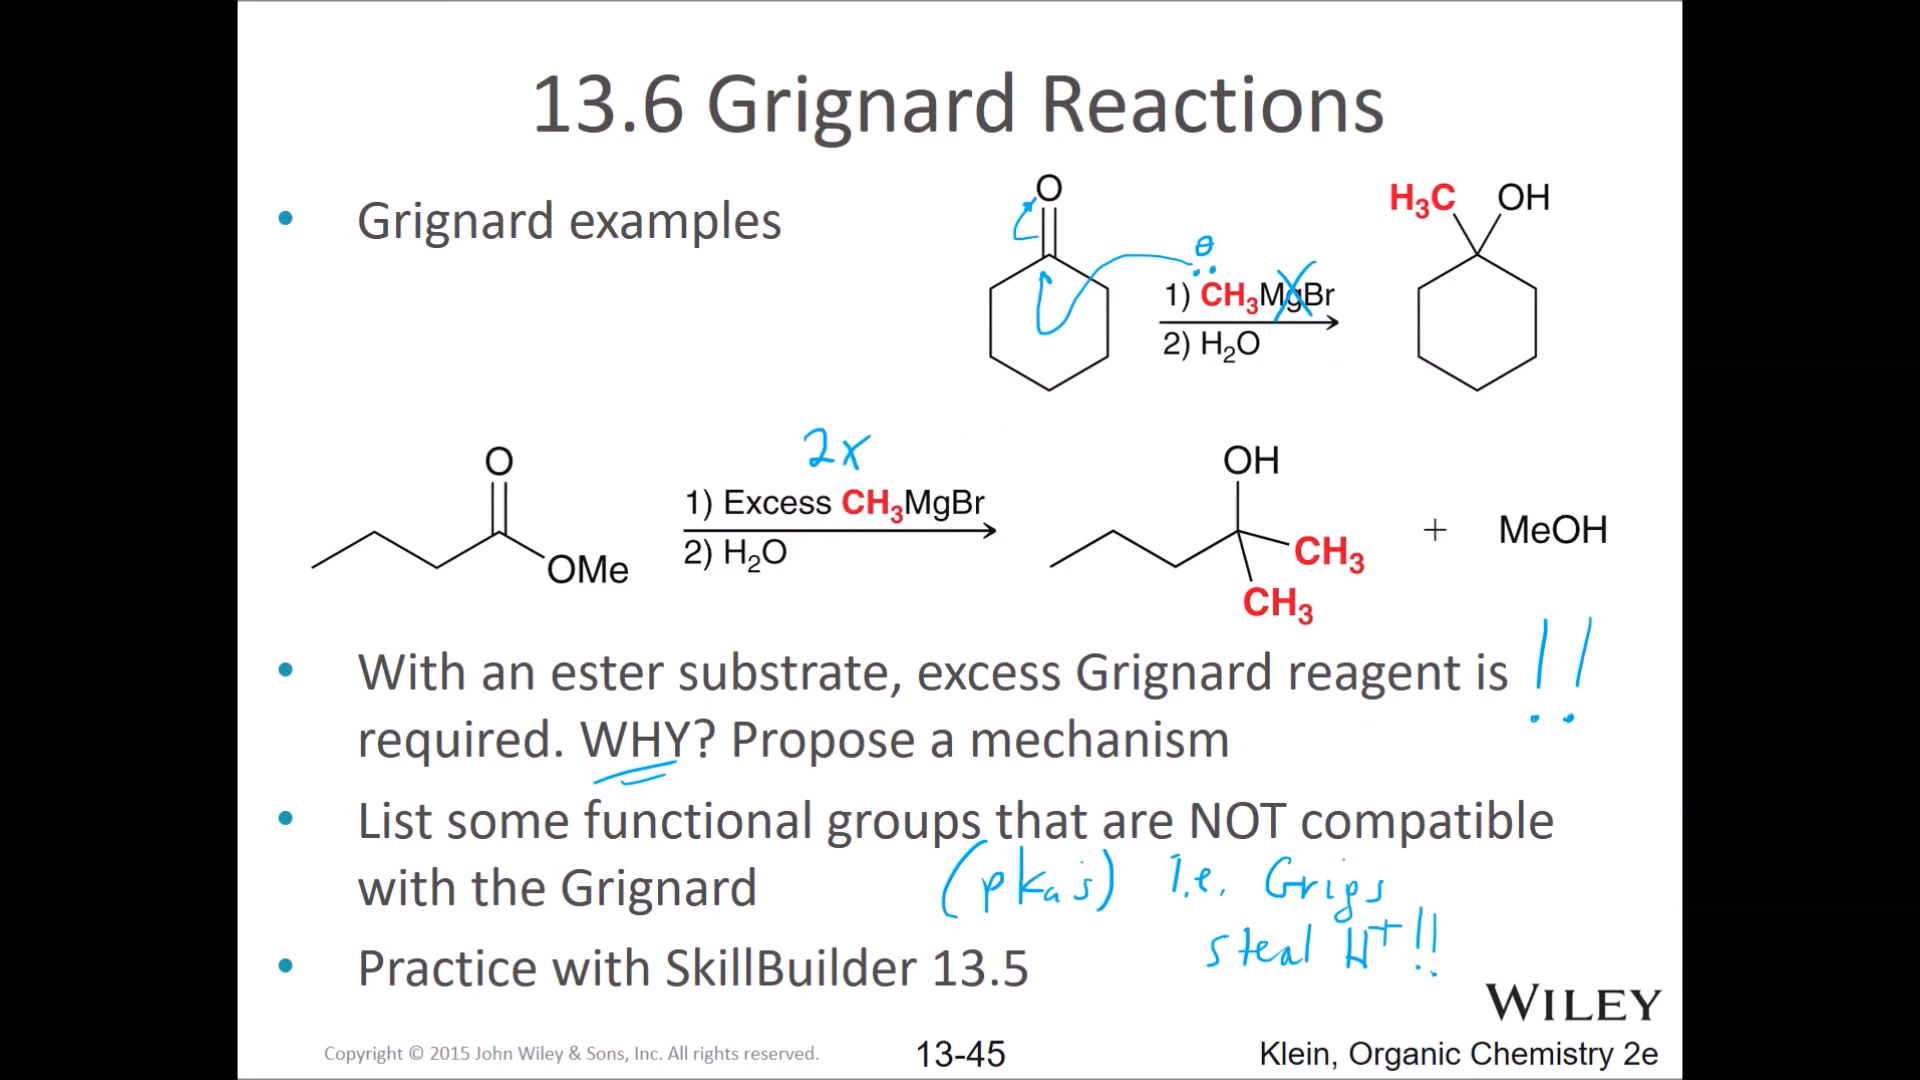 13.6 Grignard Reactions
• Grignard examples
O
θ
1) CH₃MgBr
2) H₂O
H₃C OH
2x
O
OMe
1) Excess CH₃MgBr
2) H₂O
OH
CH₃
CH₃
+ MeOH
• With an ester substrate, excess Grignard reagent is !!
required. WHY? Propose a mechanism
• List some functional groups that are NOT compatible
with the Grignard (pKa's) I.e. Grigs
steal H⁺!!
• Practice with SkillBuilder 13.5
WILEY
Copyright © 2015 John Wiley & Sons, Inc. All rights reserved. 13-45 Klein, Organic Chemistry 2e